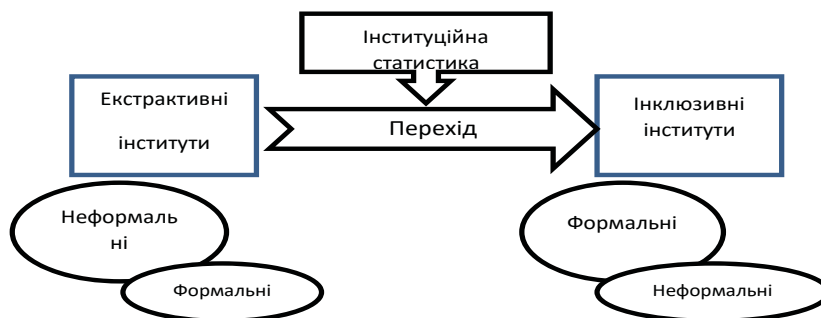 Інституційна
статистика
Екстрактивні
інститути
Перехід
Інклюзивні
інститути
Неформаль
ні
Формальні
Формальні
Неформальні